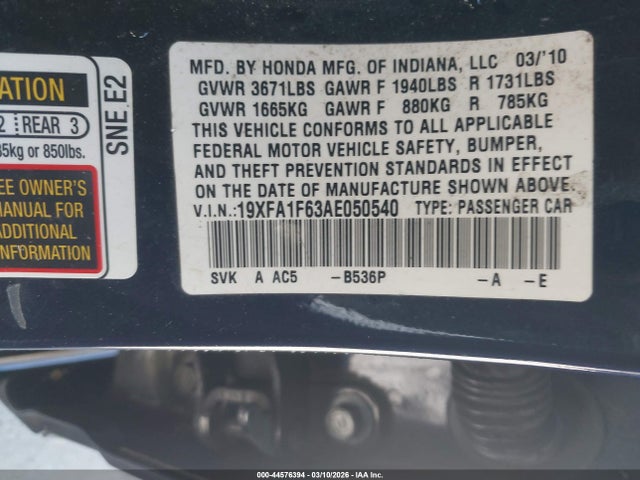 ATION
2 REAR 3
85kg or 850lbs.
EE OWNER'S
MANUAL FOR
ADDITIONAL
INFORMATION
SNE E2
MFD. BY HONDA MFG. OF INDIANA, LLC 03/'10
GVWR 3671LBS GAWR F 1940LBS R 1731LBS
GVWR 1665KG GAWR F 880KG R 785KG
THIS VEHICLE CONFORMS TO ALL APPLICABLE
FEDERAL MOTOR VEHICLE SAFETY, BUMPER,
AND THEFT PREVENTION STANDARDS IN EFFECT
ON THE DATE OF MANUFACTURE SHOWN ABOVE.
V.I.N.:19XFA1F63AE050540 TYPE: PASSENGER CAR
SVK A AC5 -B536P -A -E
000-44576394 - 03/10/2026 - IAA Inc.